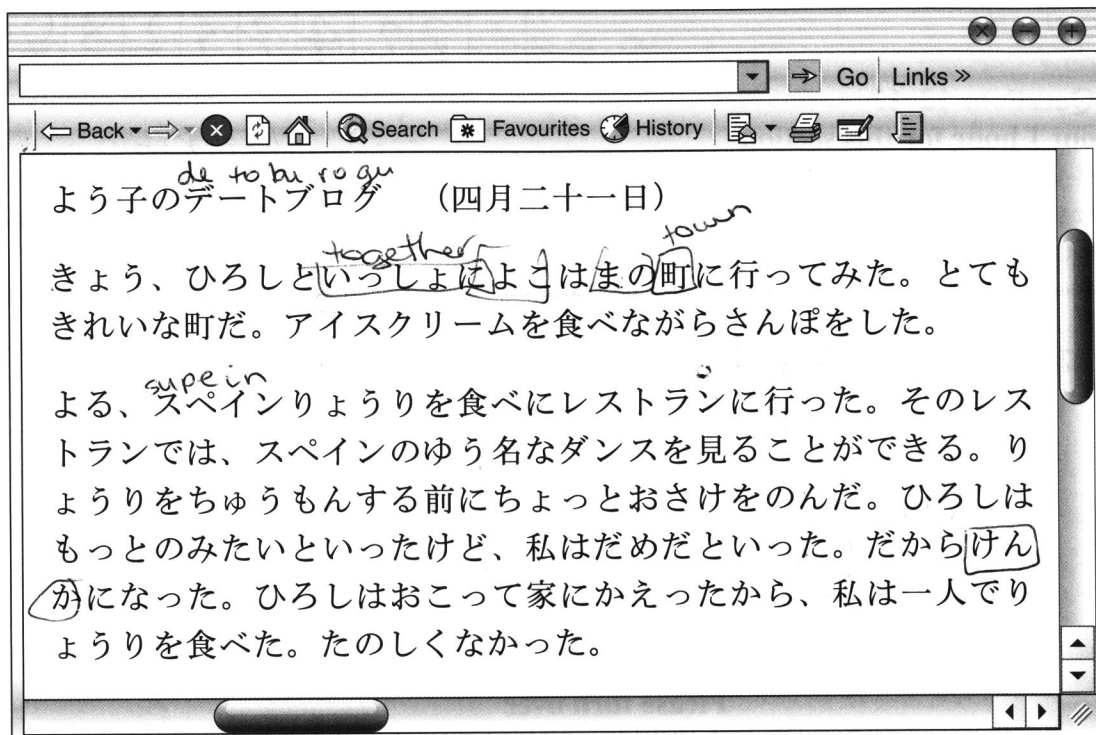 Go Links »
Back Search Favourites History
de to bu ro gu
よう子のデートブログ (四月二十一日)
together town
きょう、ひろしといっしょによこはまの町に行ってみた。とても
きれいな町だ。アイスクリームを食べながらさんぽをした。
supein
よる、スペインりょうりを食べにレストランに行った。そのレス
トランでは、スペインのゆう名なダンスを見ることができる。り
ょうりをちゅうもんする前にちょっとおさけをのんだ。ひろしは
もっとのみたいといったけど、私はだめだといった。だからけん
かになった。ひろしはおこって家にかえったから、私は一人でり
ょうりを食べた。たのしくなかった。